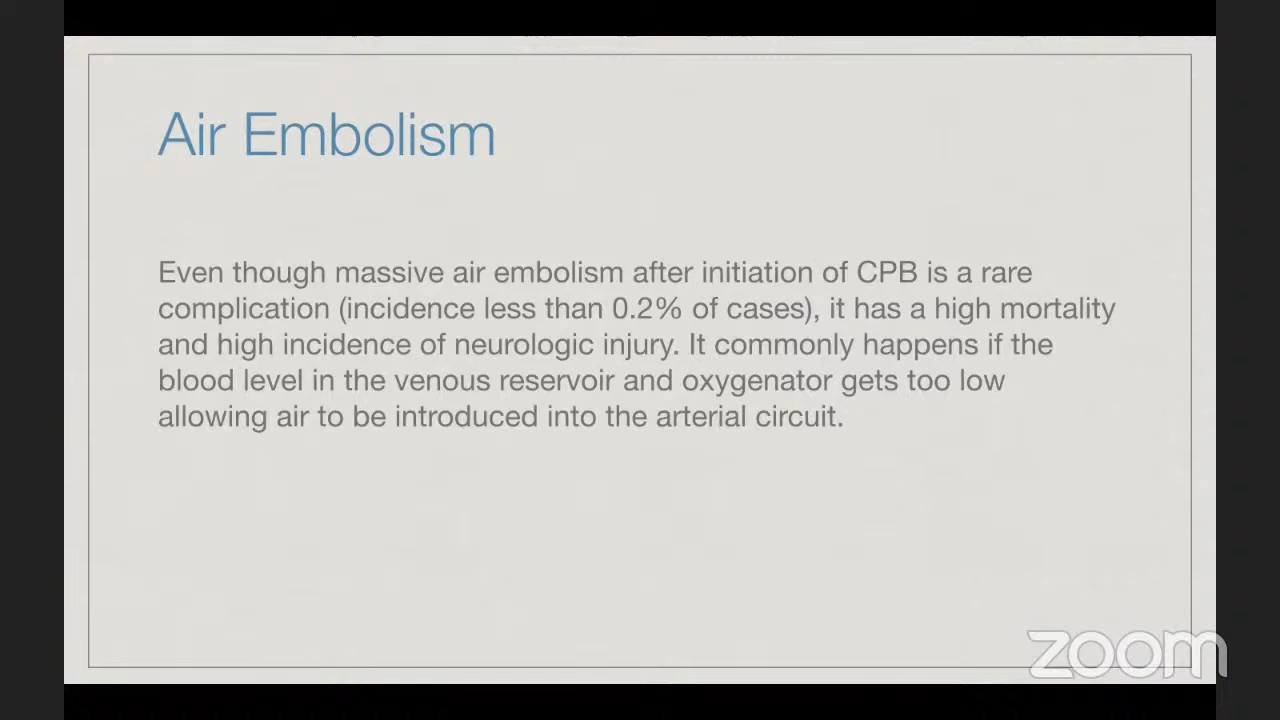 Air Embolism
Even though massive air embolism after initiation of CPB is a rare
complication (incidence less than 0.2% of cases), it has a high mortality
and high incidence of neurologic injury. It commonly happens if the
blood level in the venous reservoir and oxygenator gets too low
allowing air to be introduced into the arterial circuit.
zoom